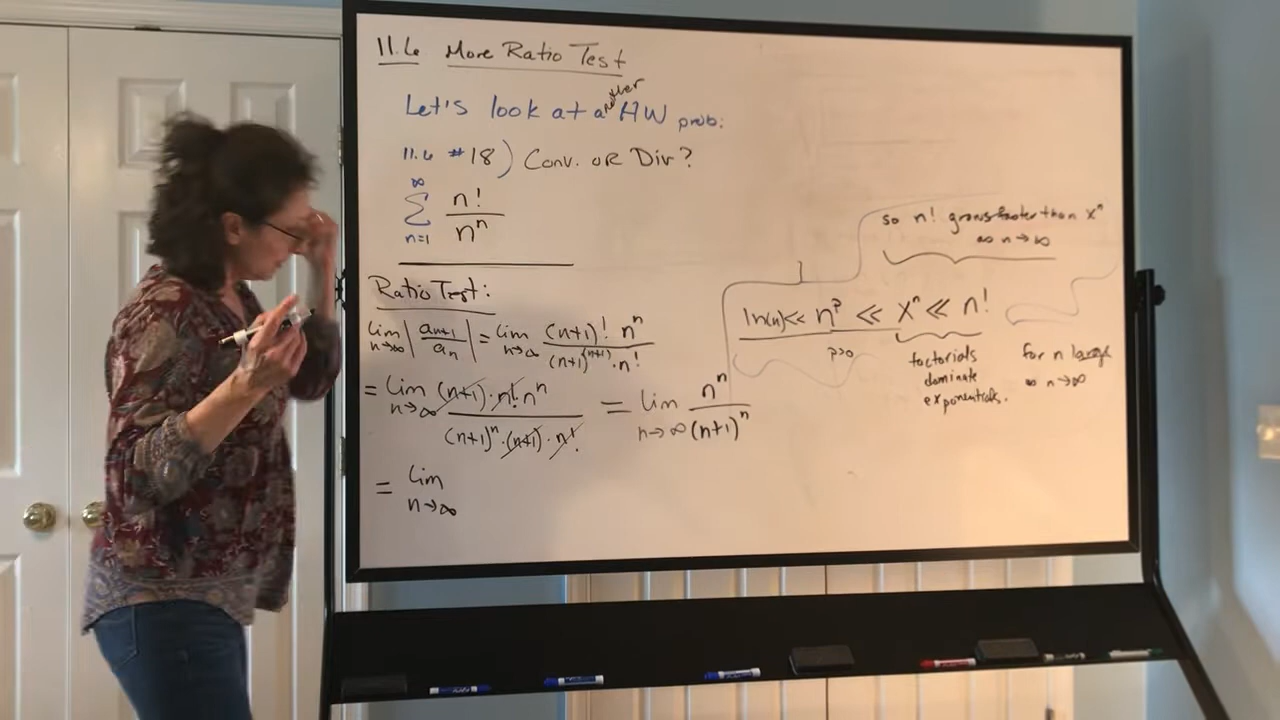 11.6 More Ratio Test
Let's look at another HW prob.
11.6 #18) Conv. OR Div?
∞
Σ n! / nⁿ
n=1
so n! grows faster than xⁿ
as n→∞
Ratio Test:
ln(n) << nᵖ << xⁿ << n!
p>0
factorials
dominate
exponentials.
for n large
as n→∞
lim n→∞ | aₙ₊₁ / aₙ | = lim n→∞ (n+1)! nⁿ / (n+1)⁽ⁿ⁺¹⁾ · n!
= lim n→∞ (n+1) · n! nⁿ / (n+1)ⁿ · (n+1) · n! = lim n→∞ nⁿ / (n+1)ⁿ
= lim n→∞